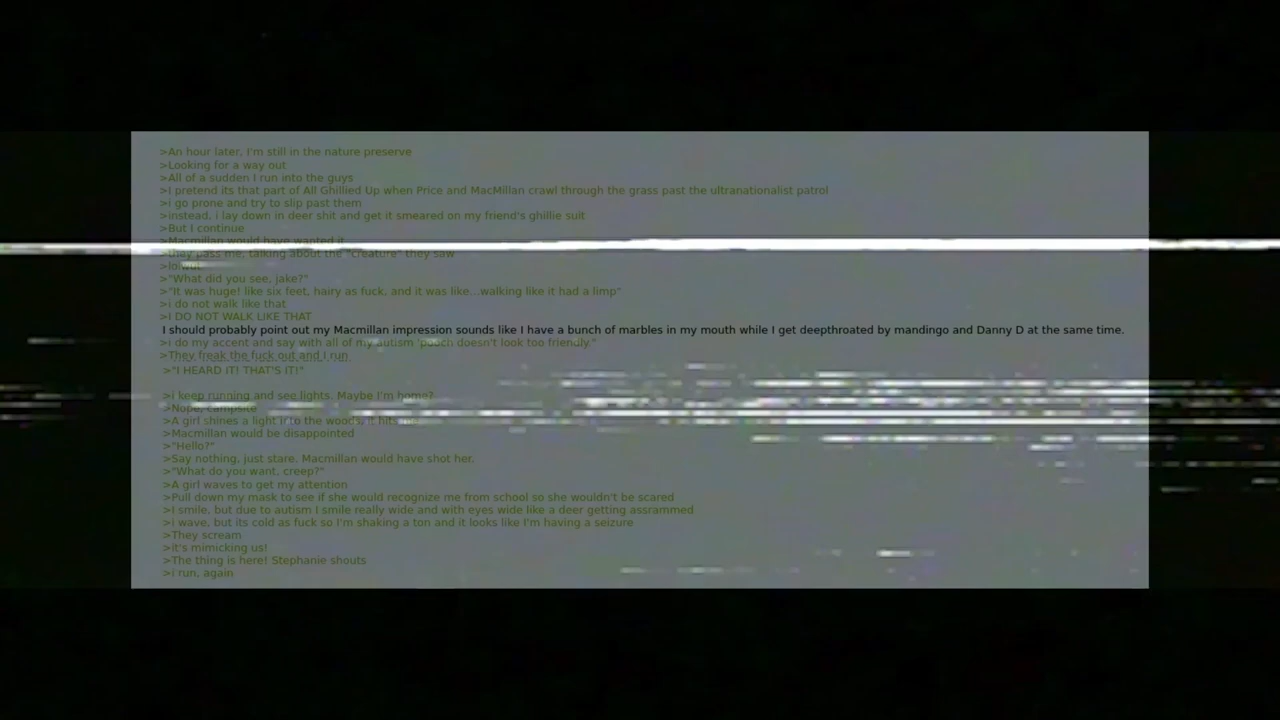 >An hour later, I'm still in the nature preserve
>Looking for a way out
>All of a sudden I run into the guys
>I pretend its that part of All Ghillied Up when Price and MacMillan crawl through the grass past the ultranationalist patrol
>i go prone and try to slip past them
>instead, i lay down in deer shit and get it smeared on my friend's ghillie suit
>But I continue
>Macmillan would have wanted it
>they pass me, talking about the "creature" they saw
>lolwut
>"What did you see, Jake?"
>"It was huge! like six feet, hairy as fuck, and it was like...walking like it had a limp"
>i do not walk like that
>I DO NOT WALK LIKE THAT
I should probably point out my Macmillan impression sounds like I have a bunch of marbles in my mouth while I get deepthroated by mandingo and Danny D at the same time.
>i do my accent and say with all of my autism 'pooch doesn't look too friendly."
>They freak the fuck out and I run
>"I HEARD IT! THAT'S IT!"
>i keep running and see lights. Maybe I'm home?
>Nope, campsite
>A girl shines a light into the woods, it hits me
>Macmillan would be disappointed
>"Hello?"
>Say nothing, just stare. Macmillan would have shot her.
>"What do you want, creep?"
>A girl waves to get my attention
>Pull down my mask to see if she would recognize me from school so she wouldn't be scared
>I smile, but due to autism I smile really wide and with eyes wide like a deer getting assrammed
>i wave, but its cold as fuck so I'm shaking a ton and it looks like I'm having a seizure
>They scream
>it's mimicking us!
>The thing is here! Stephanie shouts
>i run, again